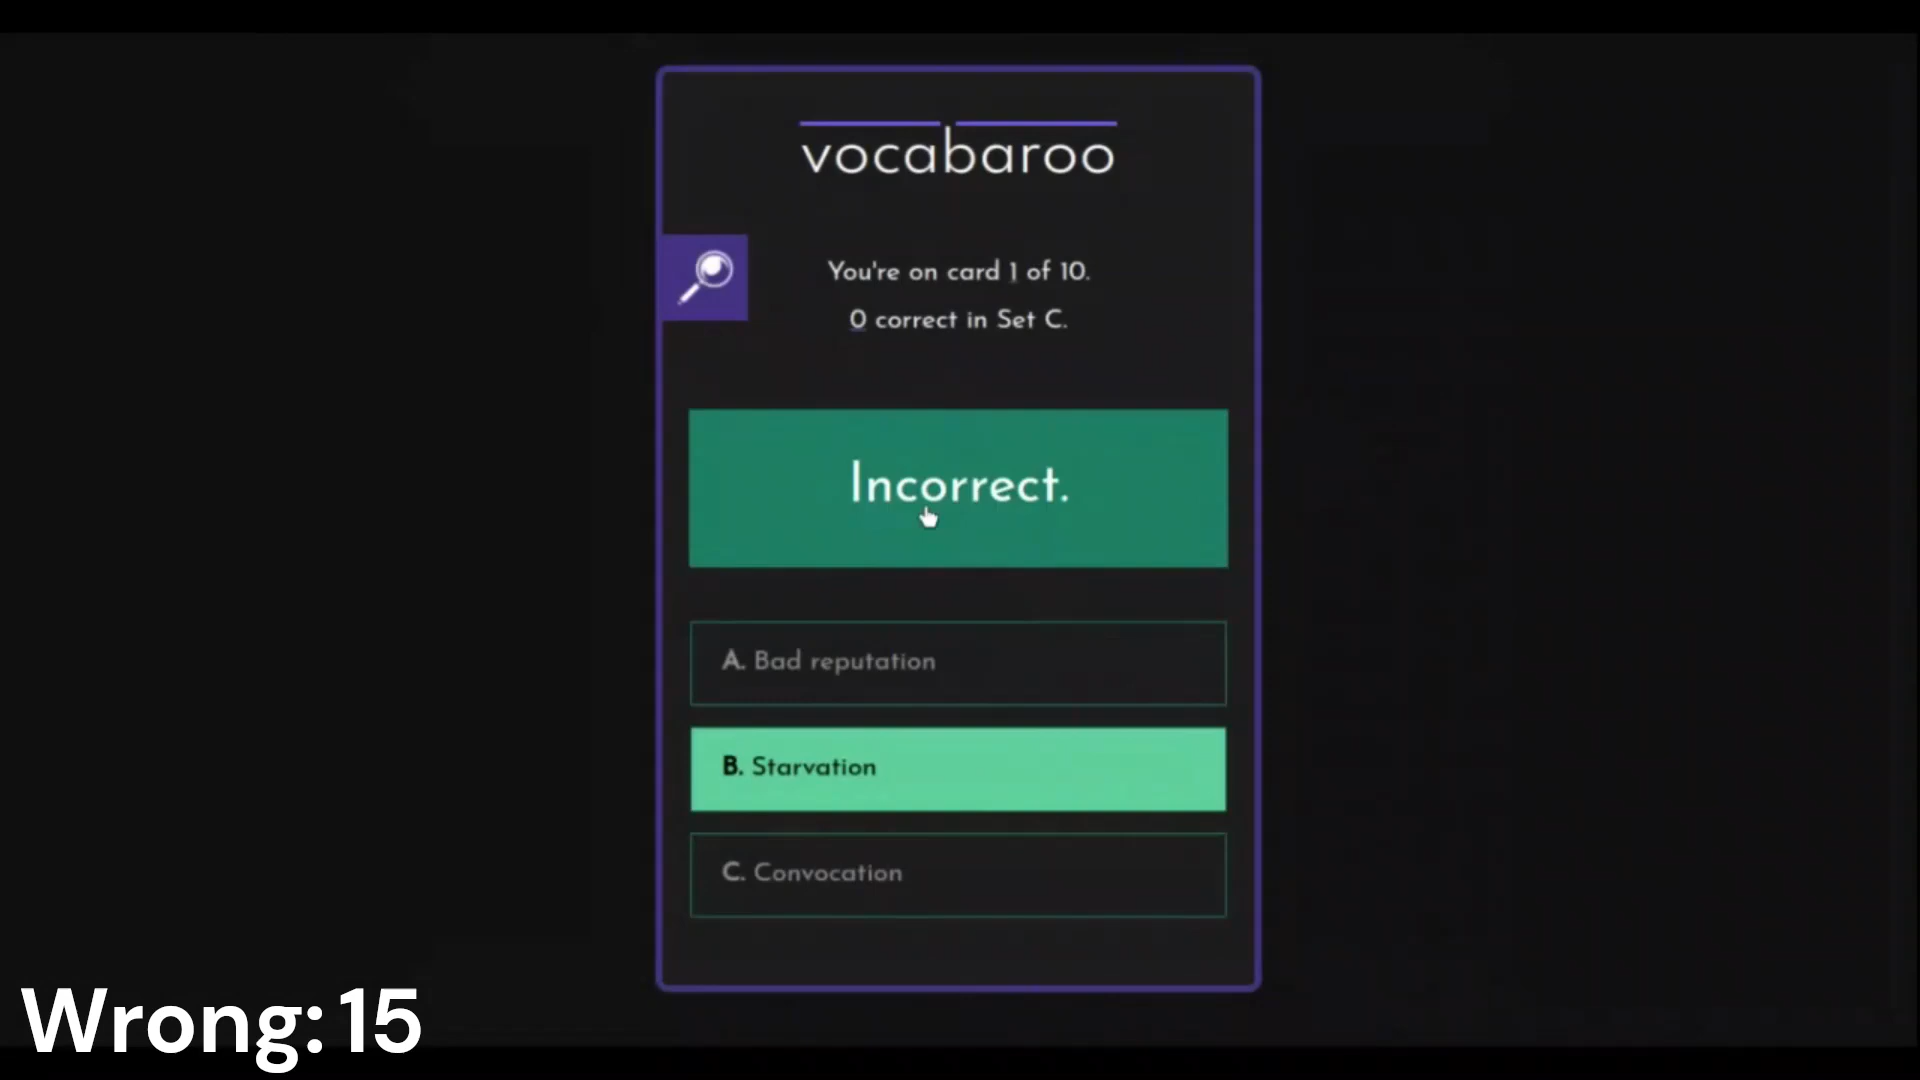 vocabaroo
You're on card 1 of 10.
0 correct in Set C.
Incorrect.
A. Bad reputation
B. Starvation
C. Convocation
Wrong: 15